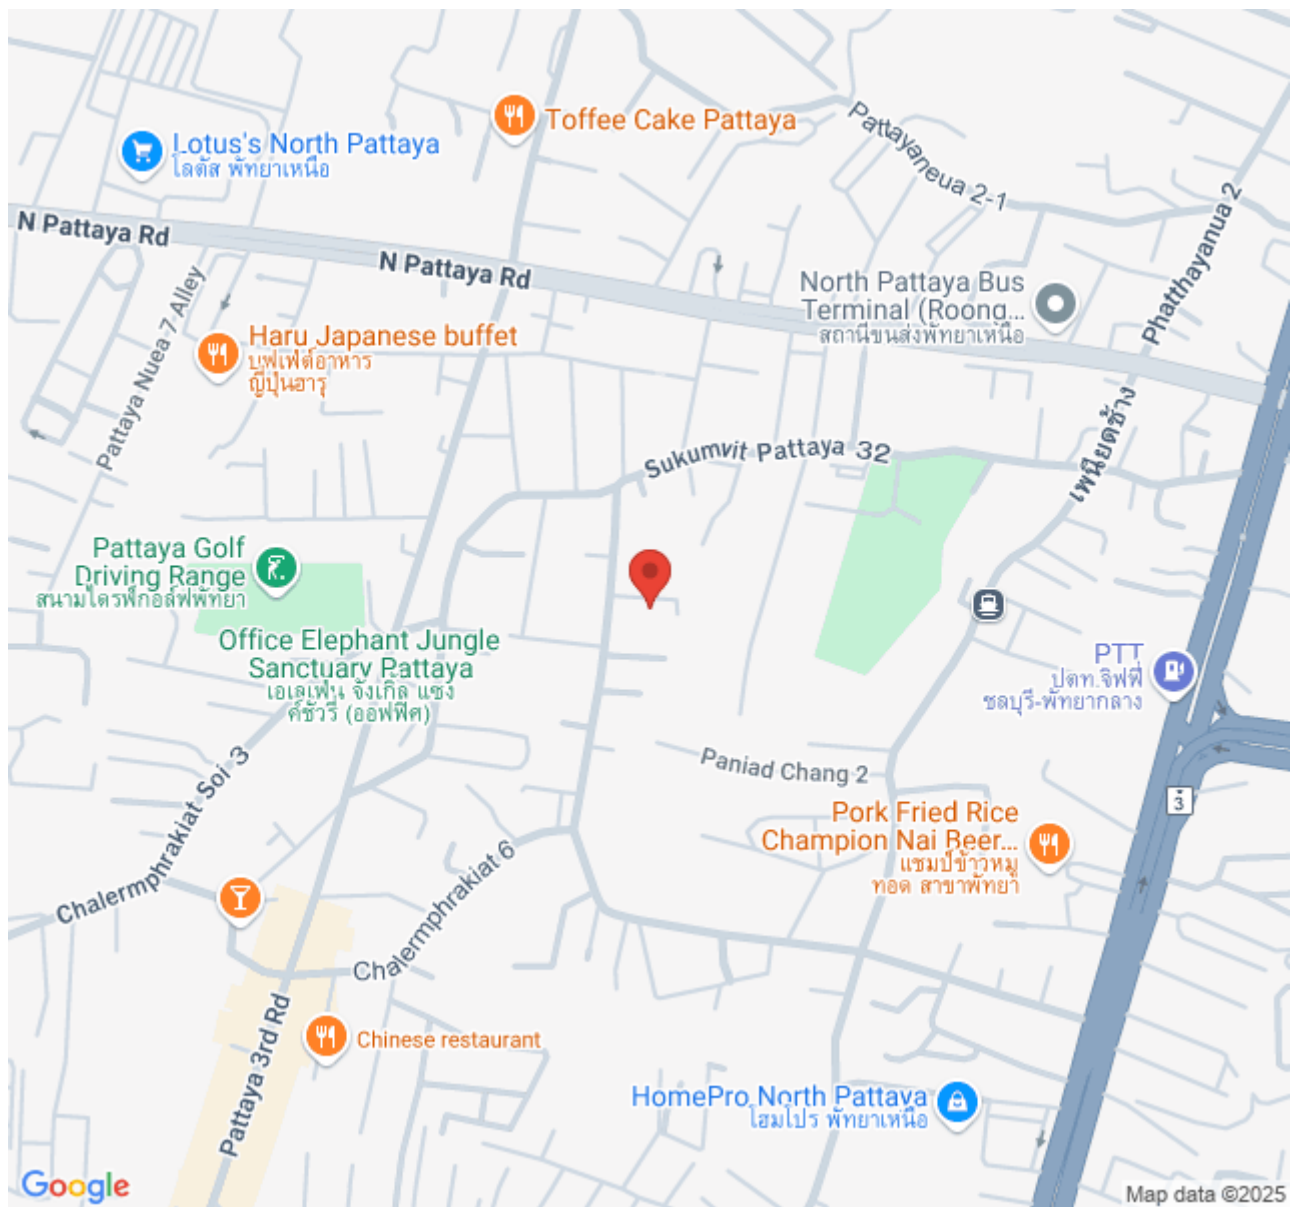 Toffee Cake Pattaya
Lotus's North Pattaya
โลตัส พัทยาเหนือ
Pattayaneua 2-1
N Pattaya Rd
N Pattaya Rd
Phatthayanua 2
North Pattaya Bus
Terminal (Roong...
สถานีขนส่งพัทยาเหนือ
Pattaya Nuea 7 Alley
Haru Japanese buffet
บุฟเฟ่ต์อาหาร
ญี่ปุ่นฮารุ
เพนียดช้าง
Sukumvit Pattaya 32
Pattaya Golf
Driving Range
สนามไดรฟ์กอล์ฟพัทยา
Office Elephant Jungle
Sanctuary Pattaya
เอเลเฟ่น จังเกิ้ล แซง
ค์ชัวรี่ (ออฟฟิศ)
PTT
ปตท.จิฟฟี่
ชลบุรี-พัทยากลาง
Paniad Chang 2
3
Chalermphrakiat Soi 3
Pork Fried Rice
Champion Nai Beer...
แชมป์ข้าวหมู
ทอด สาขาพัทยา
Chalermphrakiat 6
Pattaya 3rd Rd
Chinese restaurant
HomePro North Pattaya
โฮมโปร พัทยาเหนือ
Google
Map data ©2025